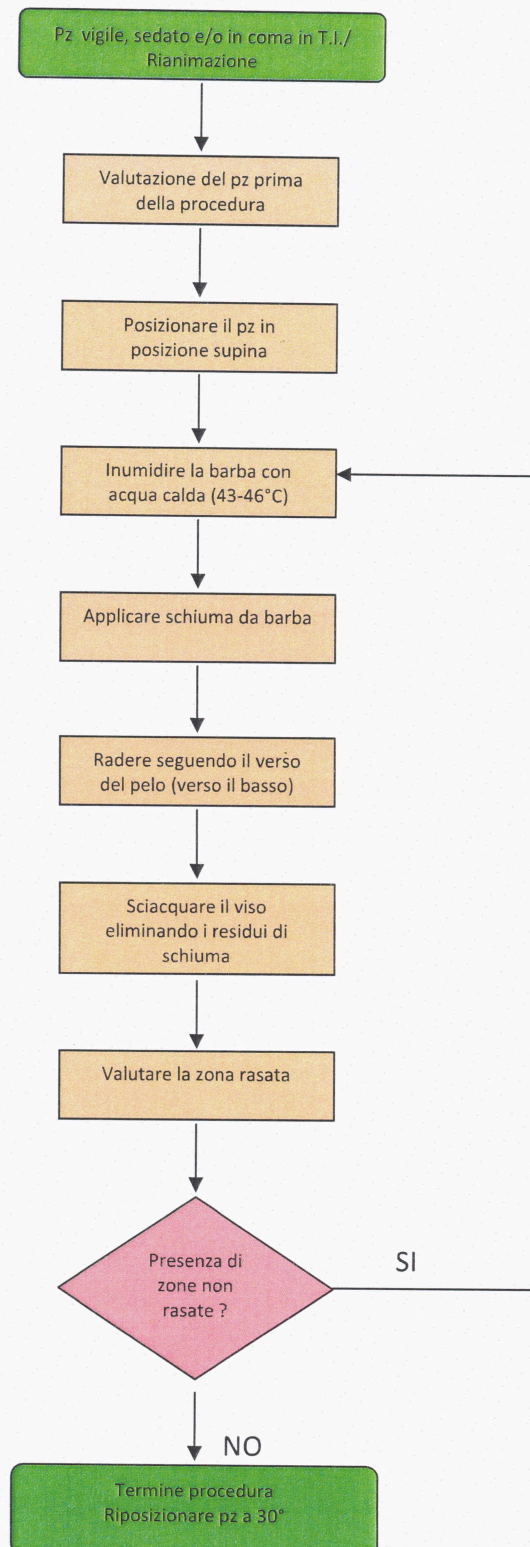 Pz vigile, sedato e/o in coma in T.I./
Rianimazione
Valutazione del pz prima
della procedura
Posizionare il pz in
posizione supina
Inumidire la barba con
acqua calda (43-46°C)
Applicare schiuma da barba
Radere seguendo il verso
del pelo (verso il basso)
Sciacquare il viso
eliminando i residui di
schiuma
Valutare la zona rasata
Presenza di
zone non
rasate ?
SI
NO
Termine procedura
Riposizionare pz a 30°